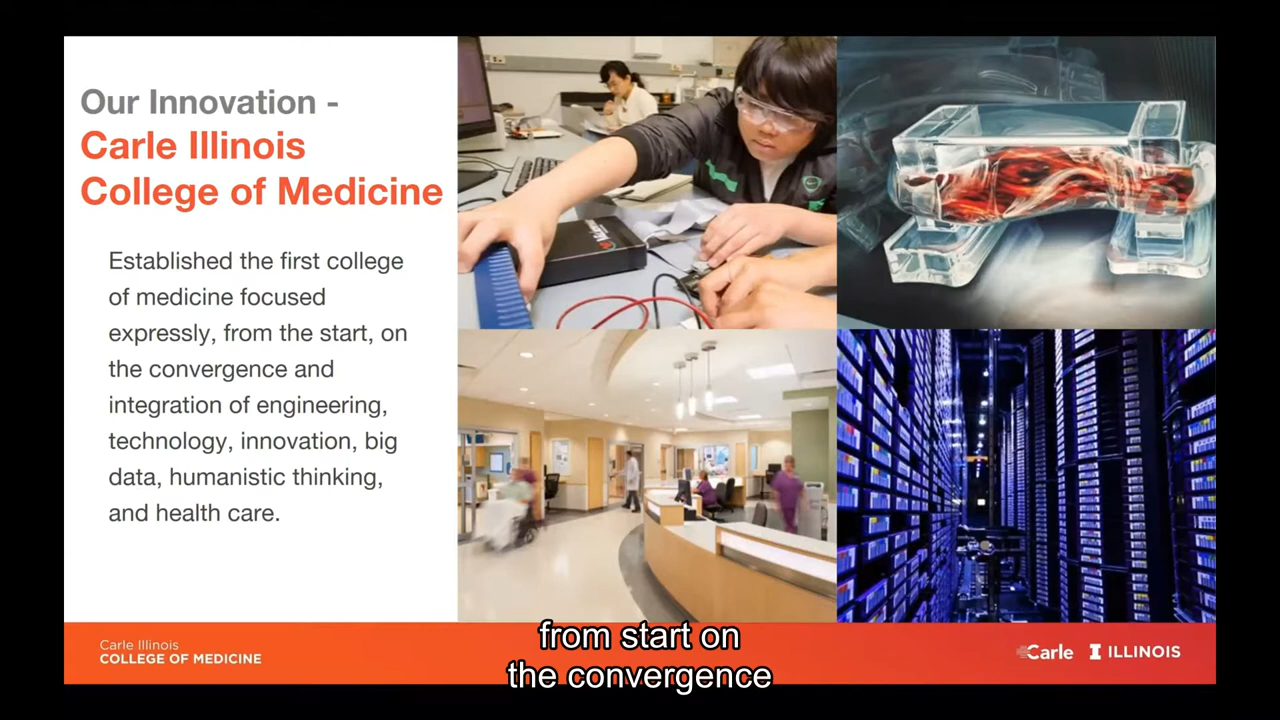 Our Innovation -
Carle Illinois
College of Medicine
Established the first college
of medicine focused
expressly, from the start, on
the convergence and
integration of engineering,
technology, innovation, big
data, humanistic thinking,
and health care.
Carle Illinois
COLLEGE OF MEDICINE
Carle
I ILLINOIS
from start on
the convergence